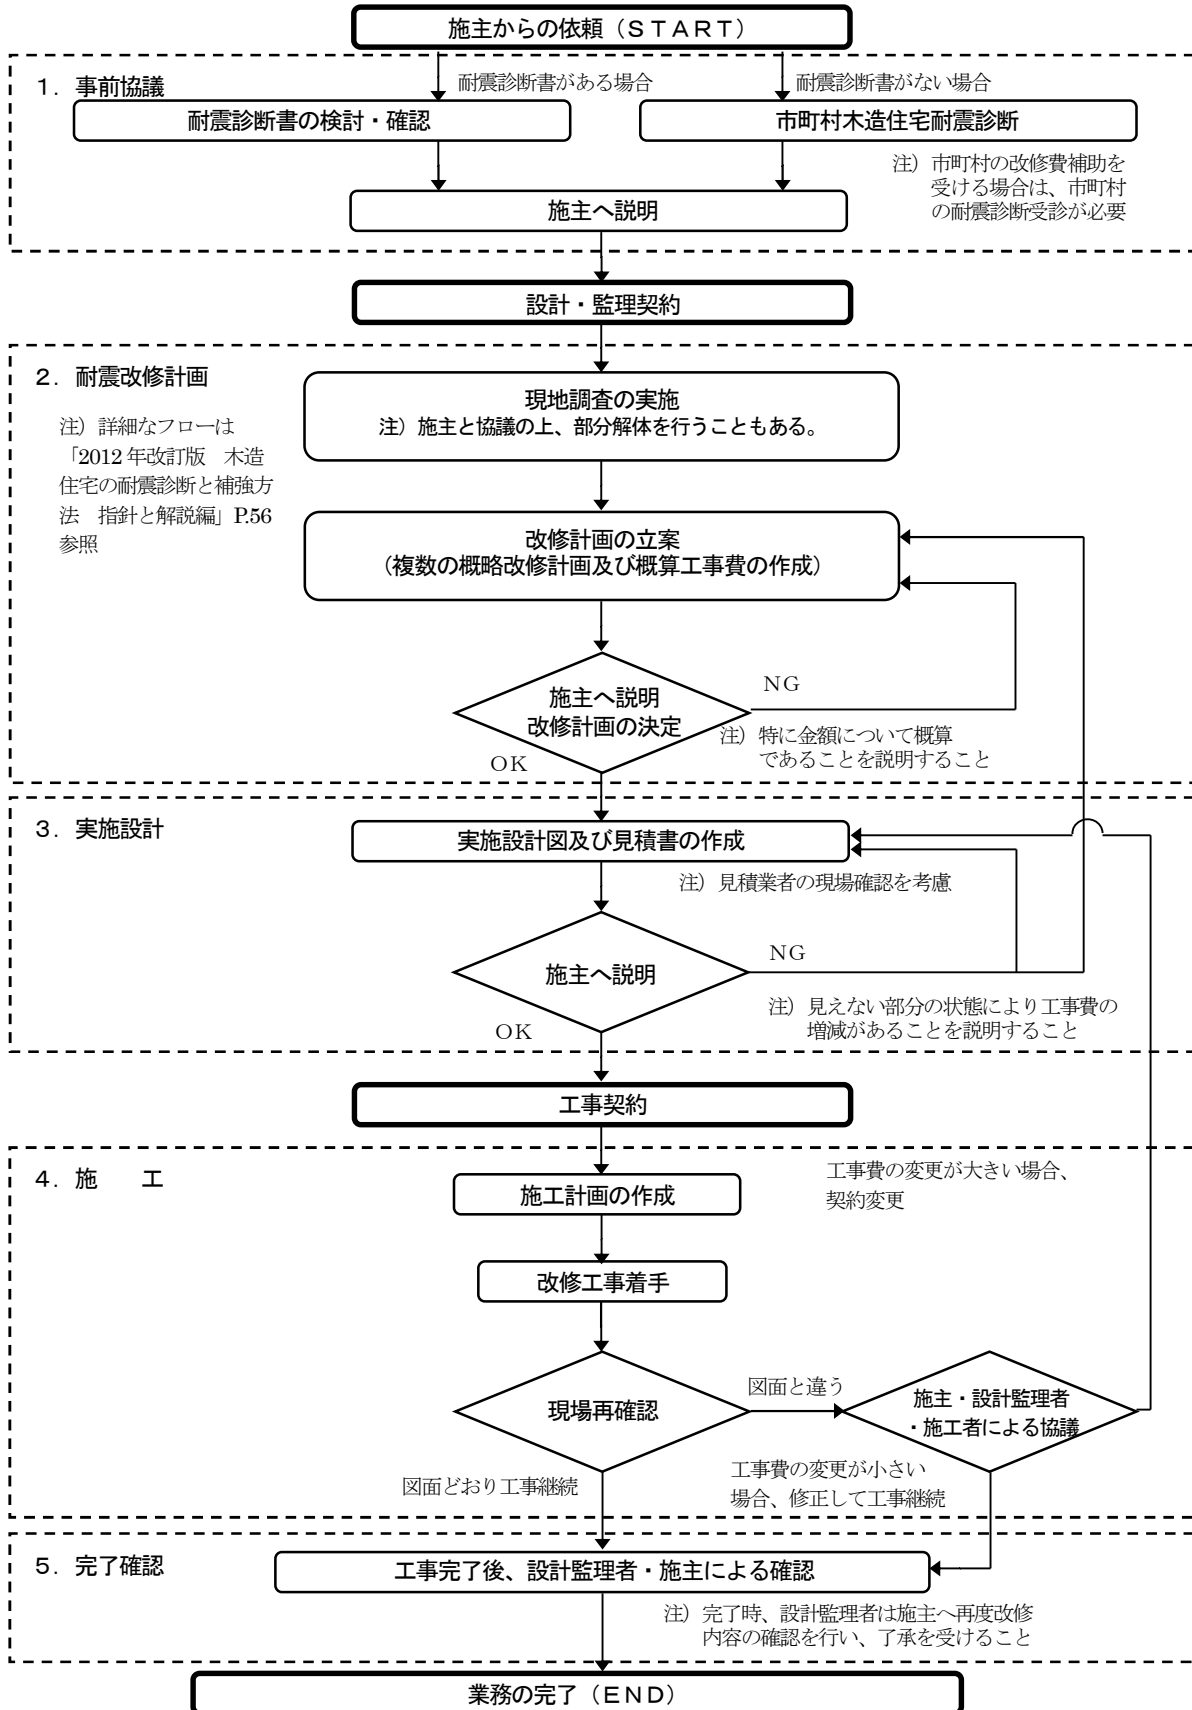 施主からの依頼（ＳＴＡＲＴ）
１．事前協議
耐震診断書がある場合
耐震診断書がない場合
耐震診断書の検討・確認
市町村木造住宅耐震診断
注）市町村の改修費補助を
受ける場合は、市町村
の耐震診断受診が必要
施主へ説明
設計・監理契約
２．耐震改修計画
注）詳細なフローは
「2012年改訂版　木造
住宅の耐震診断と補強方
法　指針と解説編」P.56
参照
現地調査の実施
注）施主と協議の上、部分解体を行うこともある。
改修計画の立案
（複数の概略改修計画及び概算工事費の作成）
施主へ説明
改修計画の決定
NG
注）特に金額について概算
であることを説明すること
OK
３．実施設計
実施設計図及び見積書の作成
注）見積業者の現場確認を考慮
施主へ説明
NG
注）見えない部分の状態により工事費の
増減があることを説明すること
OK
工事契約
４．施　工
工事費の変更が大きい場合、
契約変更
施工計画の作成
改修工事着手
現場再確認
図面と違う
施主・設計監理者
・施工者による協議
図面どおり工事継続
工事費の変更が小さい
場合、修正して工事継続
５．完了確認
工事完了後、設計監理者・施主による確認
注）完了時、設計監理者は施主へ再度改修
内容の確認を行い、了承を受けること
業務の完了（ＥＮＤ）